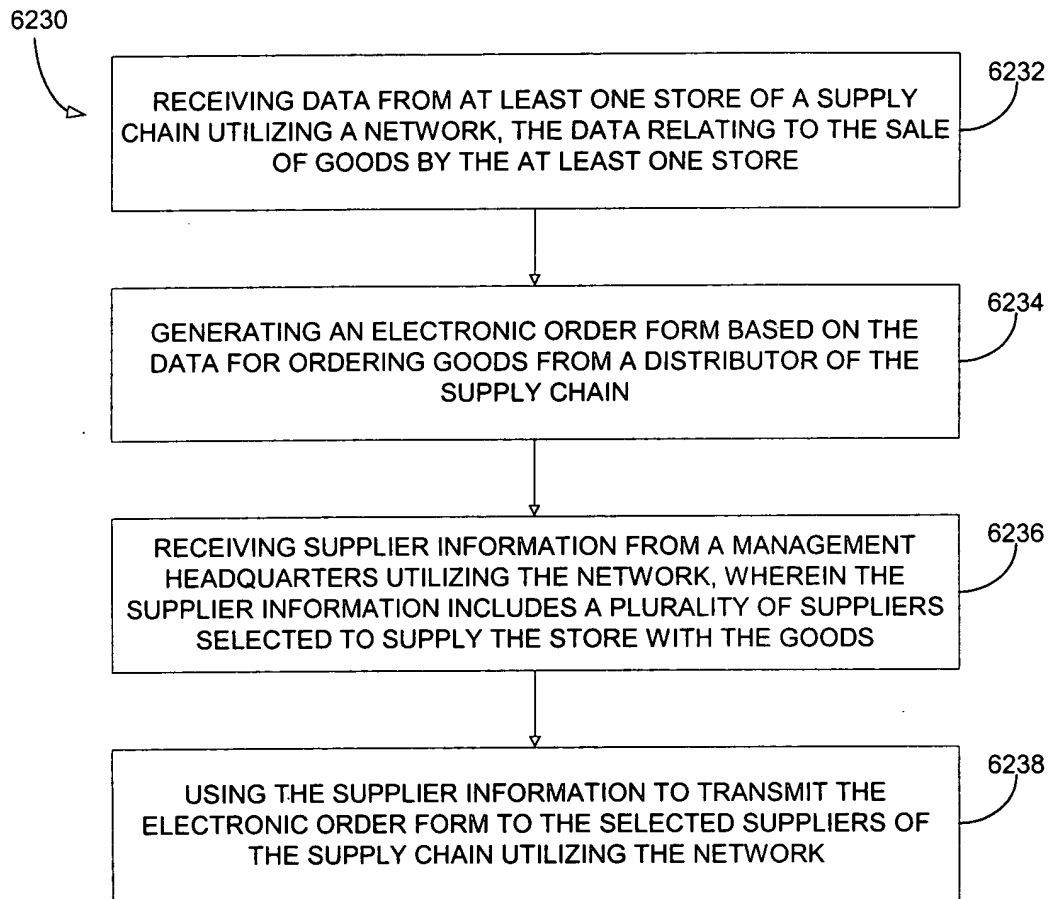 6230
6232
RECEIVING DATA FROM AT LEAST ONE STORE OF A SUPPLY
CHAIN UTILIZING A NETWORK, THE DATA RELATING TO THE SALE
OF GOODS BY THE AT LEAST ONE STORE
6234
GENERATING AN ELECTRONIC ORDER FORM BASED ON THE
DATA FOR ORDERING GOODS FROM A DISTRIBUTOR OF THE
SUPPLY CHAIN
6236
RECEIVING SUPPLIER INFORMATION FROM A MANAGEMENT
HEADQUARTERS UTILIZING THE NETWORK, WHEREIN THE
SUPPLIER INFORMATION INCLUDES A PLURALITY OF SUPPLIERS
SELECTED TO SUPPLY THE STORE WITH THE GOODS
6238
USING THE SUPPLIER INFORMATION TO TRANSMIT THE
ELECTRONIC ORDER FORM TO THE SELECTED SUPPLIERS OF
THE SUPPLY CHAIN UTILIZING THE NETWORK